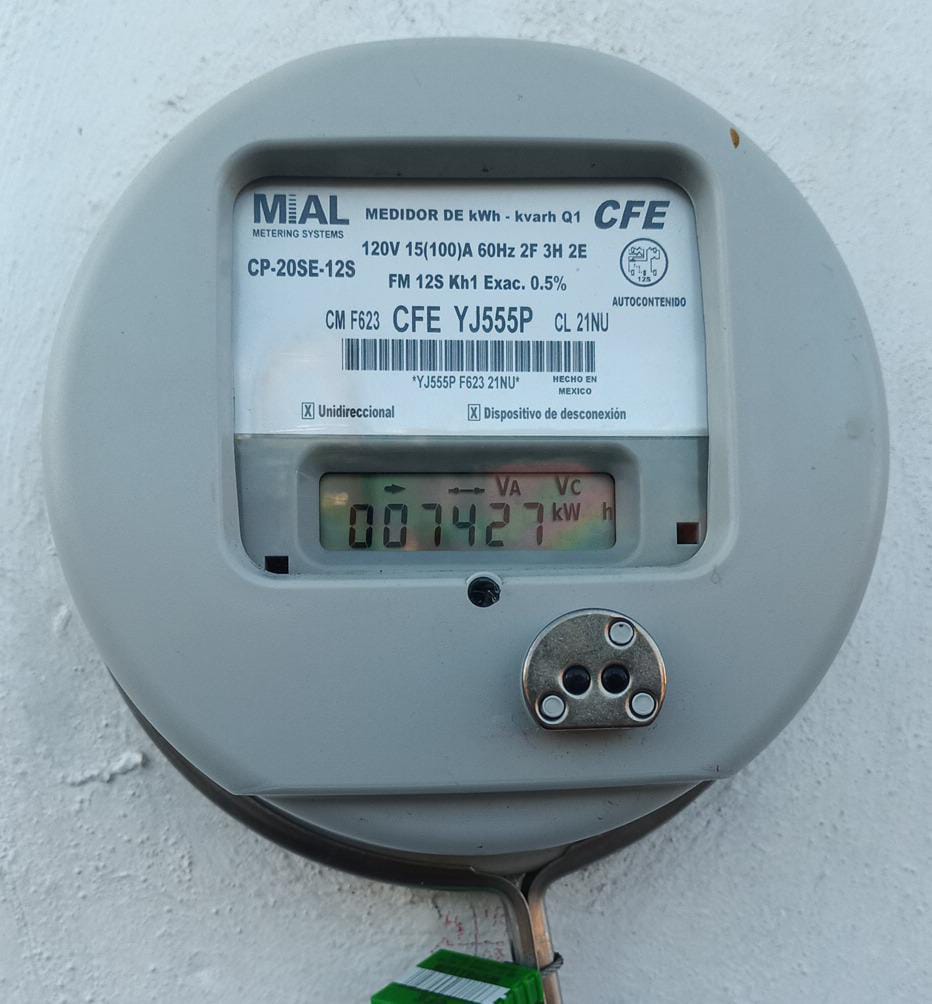 MIAL
METERING SYSTEMS
MEDIDOR DE kWh - kvarh Q1
CFE
120V 15(100)A 60Hz 2F 3H 2E
CP-20SE-12S
FM 12S Kh1 Exac. 0.5%
12S
AUTOCONTENIDO
CM F623 CFE YJ555P CL 21NU
*YJ555P F623 21NU*
HECHO EN
MEXICO
X Unidireccional
X Dispositivo de desconexión
VA VC
007427 kW h